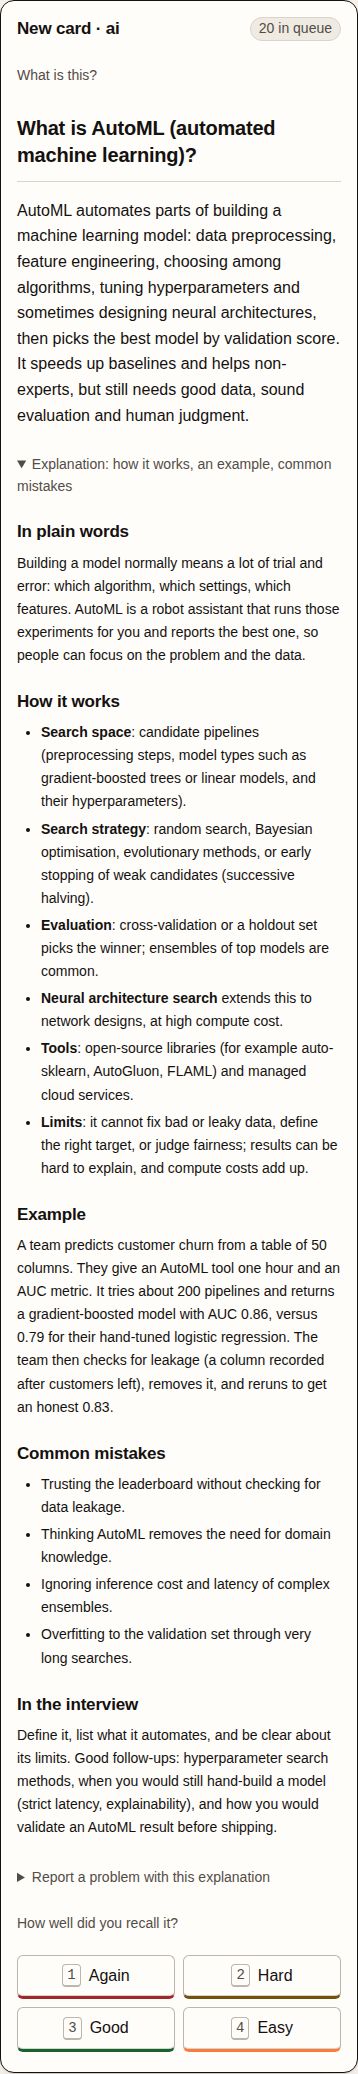 New card · ai
20 in queue
What is this?
What is AutoML (automated
machine learning)?
AutoML automates parts of building a
machine learning model: data preprocessing,
feature engineering, choosing among
algorithms, tuning hyperparameters and
sometimes designing neural architectures,
then picks the best model by validation score.
It speeds up baselines and helps non-
experts, but still needs good data, sound
evaluation and human judgment.
▼ Explanation: how it works, an example, common
mistakes
In plain words
Building a model normally means a lot of trial and
error: which algorithm, which settings, which
features. AutoML is a robot assistant that runs those
experiments for you and reports the best one, so
people can focus on the problem and the data.
How it works
• Search space: candidate pipelines
(preprocessing steps, model types such as
gradient-boosted trees or linear models, and
their hyperparameters).
• Search strategy: random search, Bayesian
optimisation, evolutionary methods, or early
stopping of weak candidates (successive
halving).
• Evaluation: cross-validation or a holdout set
picks the winner; ensembles of top models are
common.
• Neural architecture search extends this to
network designs, at high compute cost.
• Tools: open-source libraries (for example auto-
sklearn, AutoGluon, FLAML) and managed
cloud services.
• Limits: it cannot fix bad or leaky data, define
the right target, or judge fairness; results can be
hard to explain, and compute costs add up.
Example
A team predicts customer churn from a table of 50
columns. They give an AutoML tool one hour and an
AUC metric. It tries about 200 pipelines and returns
a gradient-boosted model with AUC 0.86, versus
0.79 for their hand-tuned logistic regression. The
team then checks for leakage (a column recorded
after customers left), removes it, and reruns to get
an honest 0.83.
Common mistakes
• Trusting the leaderboard without checking for
data leakage.
• Thinking AutoML removes the need for domain
knowledge.
• Ignoring inference cost and latency of complex
ensembles.
• Overfitting to the validation set through very
long searches.
In the interview
Define it, list what it automates, and be clear about
its limits. Good follow-ups: hyperparameter search
methods, when you would still hand-build a model
(strict latency, explainability), and how you would
validate an AutoML result before shipping.
▶ Report a problem with this explanation
How well did you recall it?
1 Again
2 Hard
3 Good
4 Easy